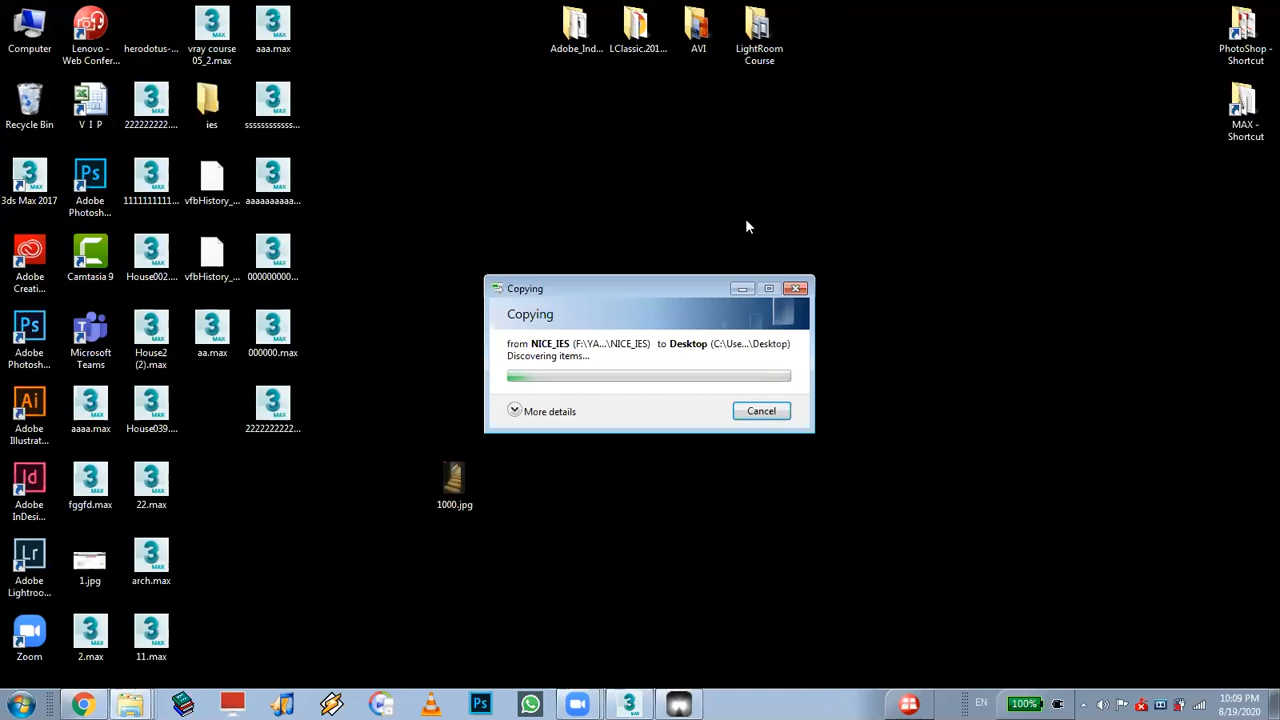 Computer
Lenovo -
Web Confer...
herodotus-...
vray course
05_2.max
aaa.max
Adobe_Ind...
LClassic.201...
AVI
LightRoom
Course
PhotoShop -
Shortcut
Recycle Bin
V I P
222222222....
ies
ssssssssssss...
MAX -
Shortcut
3ds Max 2017
Adobe
Photosh...
1111111111...
vfbHistory_...
aaaaaaaaaa...
Adobe
Creati...
Camtasia 9
House002....
vfbHistory_...
000000000...
Copying
Copying
from NICE_IES (F:\YA...\NICE_IES) to Desktop (C:\Use...\Desktop)
Discovering items...
More details
Cancel
Adobe
Photosh...
Microsoft
Teams
House2
(2).max
aa.max
000000.max
Adobe
Illustrat...
aaaa.max
House039....
2222222222...
Adobe
InDesi...
fggfd.max
22.max
1000.jpg
Adobe
Lightroo...
1.jpg
arch.max
Zoom
2.max
11.max
EN
100%
10:09 PM
8/19/2020